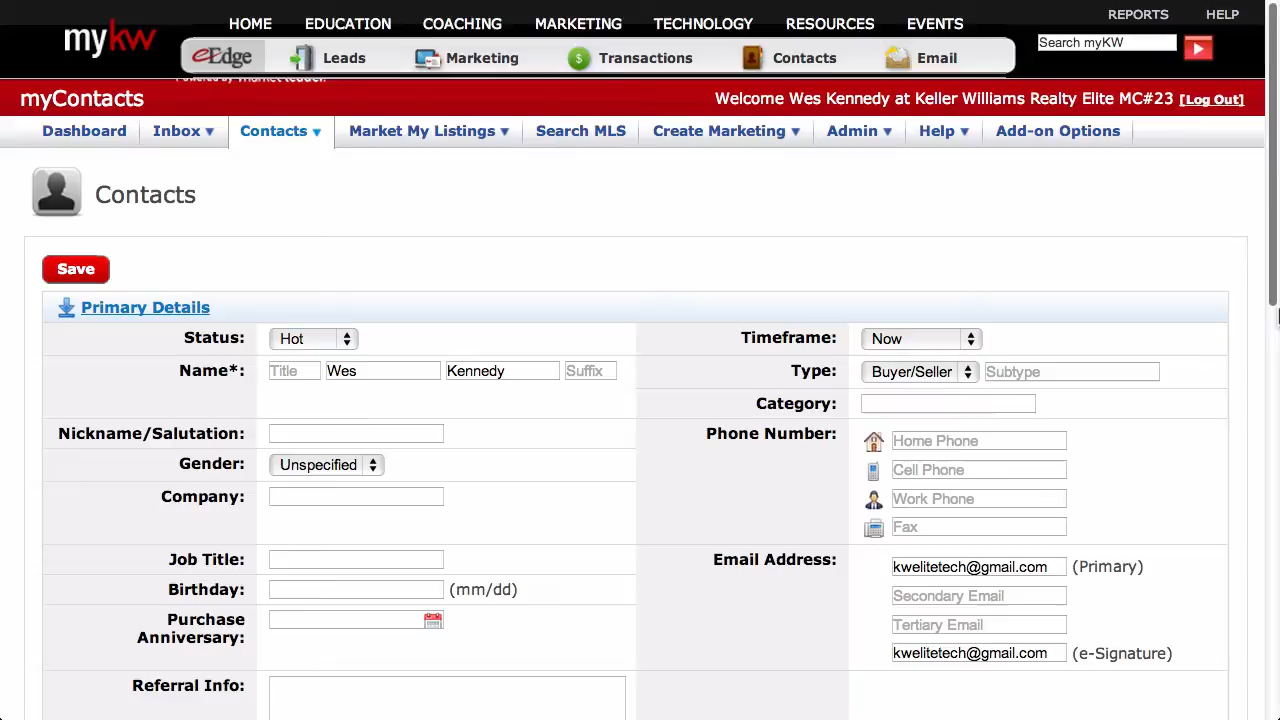 HOME EDUCATION COACHING MARKETING TECHNOLOGY RESOURCES EVENTS REPORTS HELP
mykw
eEdge Leads Marketing Transactions Contacts Email
Search myKW
powered by market leader.
myContacts Welcome Wes Kennedy at Keller Williams Realty Elite MC#23 [Log Out]
Dashboard Inbox ▼ Contacts ▼ Market My Listings ▼ Search MLS Create Marketing ▼ Admin ▼ Help ▼ Add-on Options
Contacts
Save
Primary Details
Status: Hot Timeframe: Now
Name*: Title Wes Kennedy Suffix Type: Buyer/Seller Subtype
Category:
Nickname/Salutation: Phone Number: Home Phone
Gender: Unspecified Cell Phone
Company: Work Phone
Fax
Job Title: Email Address: kwelitetech@gmail.com (Primary)
Birthday: (mm/dd) Secondary Email
Purchase Anniversary: Tertiary Email
kwelitetech@gmail.com (e-Signature)
Referral Info: